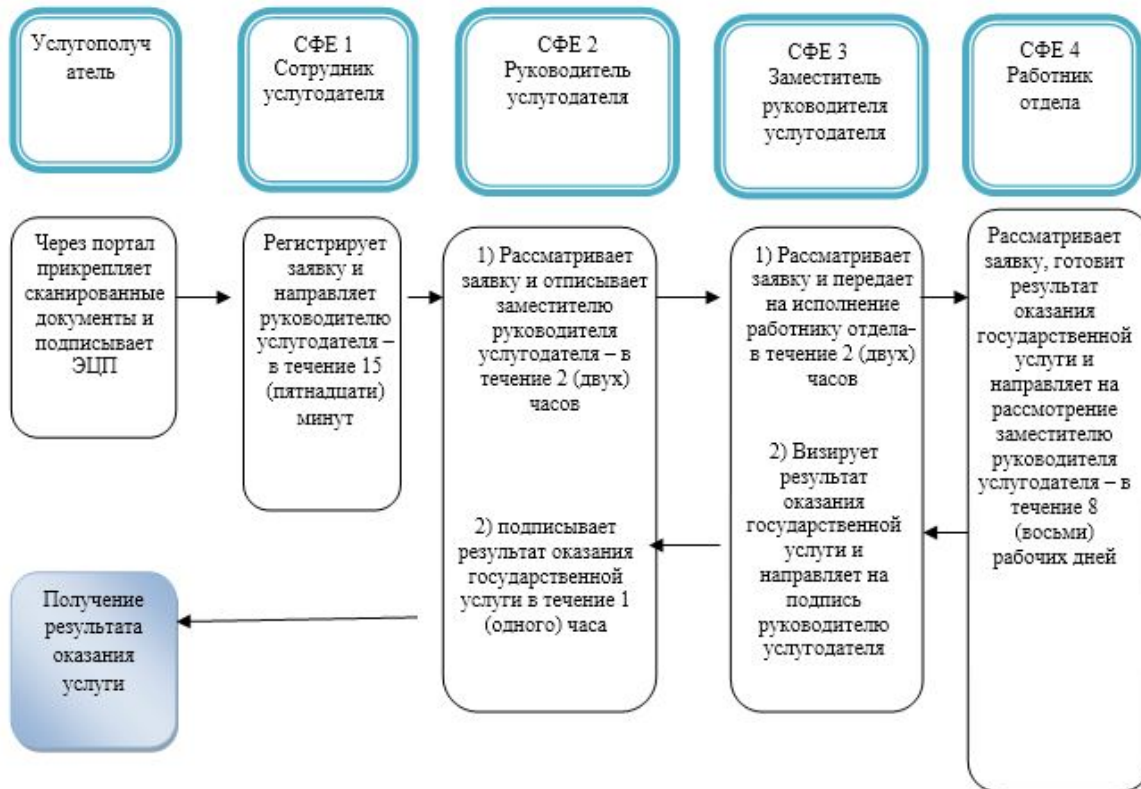 Услугополуч
атель
СФЕ 1
Сотрудник
услугодателя
СФЕ 2
Руководитель
услугодателя
СФЕ 3
Заместитель
руководителя
услугодателя
СФЕ 4
Работник
отдела
Через портал
прикрепляет
сканированные
документы и
подписывает
ЭЦП
Регистрирует
заявку и
направляет
руководителю
услугодателя –
в течение 15
(пятнадцати)
минут
1) Рассматривает
заявку и отписывает
заместителю
руководителя
услугодателя – в
течение 2 (двух)
часов
1) Рассматривает
заявку и передает
на исполнение
работнику отдела-
в течение 2 (двух)
часов
Рассматривает
заявку, готовит
результат
оказания
государственной
услуги и
направляет на
рассмотрение
заместителю
руководителя
услугодателя – в
течение 8
(восьми)
рабочих дней
2) Визирует
результат
оказания
государственной
услуги и
направляет на
подпись
руководителю
услугодателя
2) подписывает
результат оказания
государственной
услуги в течение 1
(одного) часа
Получение
результата
оказания
услуги